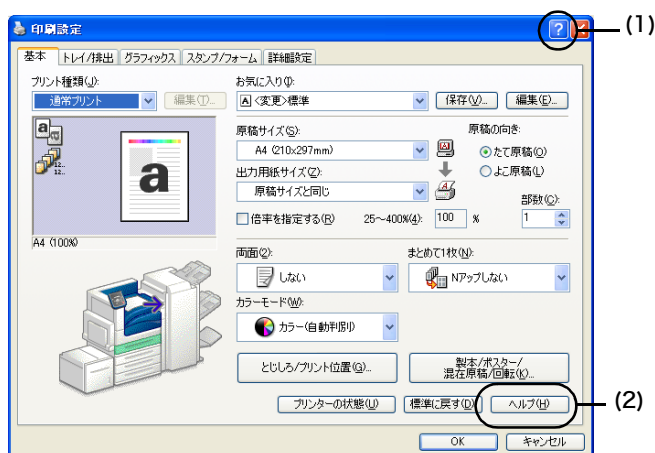 印刷設定
?
(1)
基本 トレイ/排出 グラフィックス スタンプ/フォーム 詳細設定
プリント種類(J):
通常プリント 編集(T)...
お気に入り(I):
A <変更>標準 保存(V)... 編集(E)...
原稿サイズ(S):
A4 (210x297mm)
原稿の向き:
たて原稿(O)
よこ原稿(L)
出力用紙サイズ(Z):
原稿サイズと同じ
倍率を指定する(R) 25～400%(4): 100 %
部数(C):
1
a
12..
12..
a
A4 (100%)
両面(2):
しない
まとめて1枚(N):
Nアップしない
カラーモード(W):
カラー(自動判別)
とじしろ/プリント位置(G)...
製本/ポスター/
混在原稿/回転(K)...
プリンターの状態(U) 標準に戻す(D) ヘルプ(H)
(2)
OK キャンセル